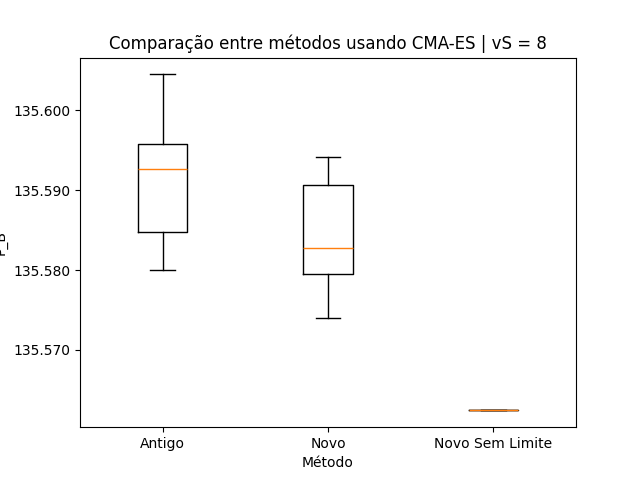 Comparação entre métodos usando CMA-ES | vS = 8
135.600
135.590
135.580
135.570
Antigo
Novo
Novo Sem Limite
Método